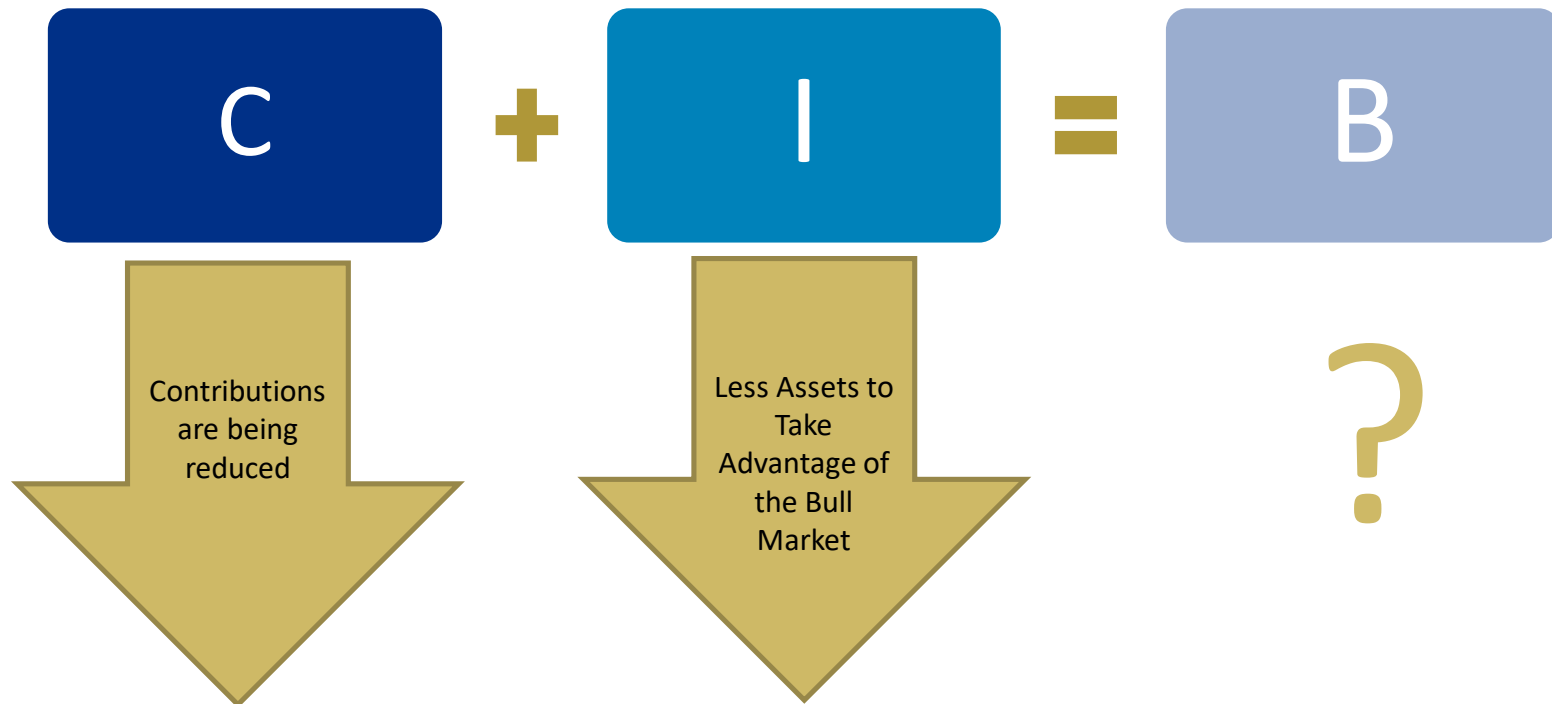 C + I = B
Contributions
are being
reduced
Less Assets to
Take
Advantage of
the Bull
Market
?